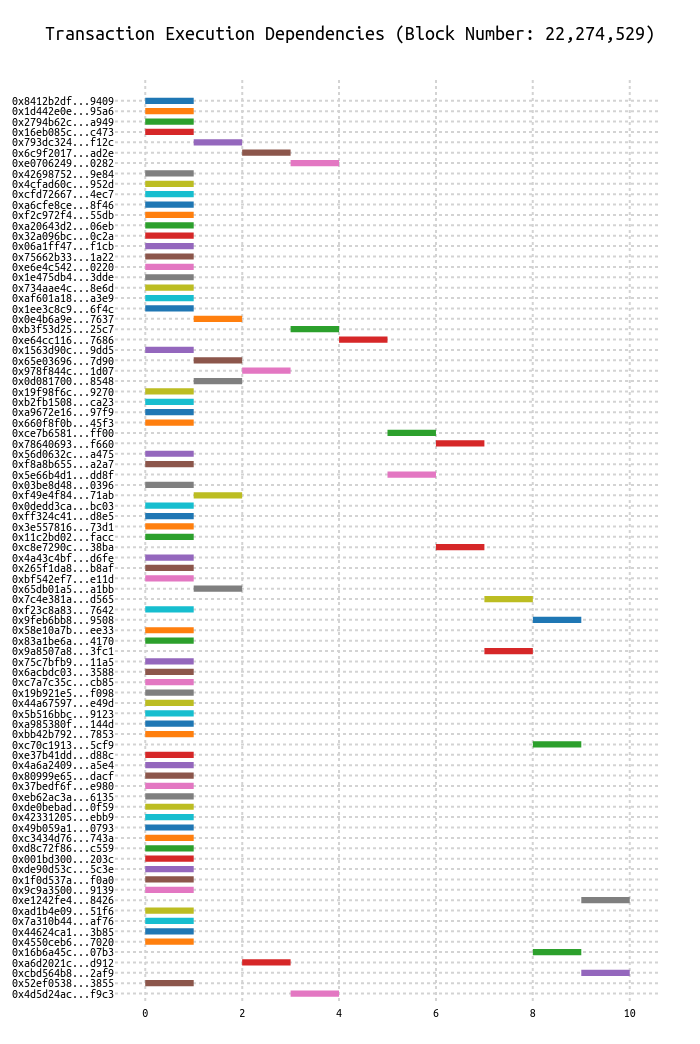 Transaction Execution Dependencies (Block Number: 22,274,529)
0x8412b2df...9409
0x1d442e0e...95a6
0x2794b62c...a949
0x16eb085c...c473
0x793dc324...f12c
0x6c9f2017...ad2e
0xe0706249...0282
0x42698752...9e84
0x4cfad60c...952d
0xcfd72667...4ec7
0xa6cfe8ce...8f46
0xf2c972f4...55db
0xa20643d2...06eb
0x32a096bc...0c2a
0x06a1ff47...f1cb
0x75662b33...1a22
0xe6e4c542...0220
0x1e475db4...3dde
0x734aae4c...8e6d
0xaf601a18...a3e9
0x1ee3c8c9...6f4c
0x0e4b6a9e...7637
0xb3f53d25...25c7
0xe64cc116...7686
0x1563d90c...9dd5
0x65e03696...7d90
0x978f844c...1d07
0x0d081700...8548
0x19f98f6c...9270
0xb2fb1508...ca23
0xa9672e16...97f9
0x660f8f0b...45f3
0xce7b6581...ff00
0x78640693...f660
0x56d0632c...a475
0xf8a8b655...a2a7
0x5e66b4d1...dd8f
0x03be8d48...0396
0xf49e4f84...71ab
0x0dedd3ca...bc03
0xff324c41...d8e5
0x3e557816...73d1
0x11c2bd02...facc
0xc8e7290c...38ba
0x4a43c4bf...d6fe
0x265f1da8...b8af
0xbf542ef7...e11d
0x65db01a5...a1bb
0x7c4e381a...d565
0xf23c8a83...7642
0x9feb6bb8...9508
0x58e10a7b...ee33
0x83a1be6a...4170
0x9a8507a8...3fc1
0x75c7bfb9...11a5
0x6acbdc03...3588
0xc7a7c35c...cb85
0x19b921e5...f098
0x44a67597...e49d
0x5b516bbc...9123
0xa985380f...144d
0xbb42b792...7853
0xc70c1913...5cf9
0xe37b41dd...d88c
0x4a6a2409...a5e4
0x80999e65...dacf
0x37bedf6f...e980
0xeb62ac3a...6135
0xde0bebad...0f59
0x42331205...ebb9
0x49b059a1...0793
0xc3434d76...743a
0xd8c72f86...c559
0x001bd300...203c
0xde90d53c...5c3e
0x1f0d537a...f0a0
0x9c9a3500...9139
0xe1242fe4...8426
0xad1b4e09...51f6
0x7a310b44...af76
0x44624ca1...3b85
0x4550ceb6...7020
0x16b6a45c...07b3
0xa6d2021c...d912
0xcbd564b8...2af9
0x52ef0538...3855
0x4d5d24ac...f9c3
0 2 4 6 8 10